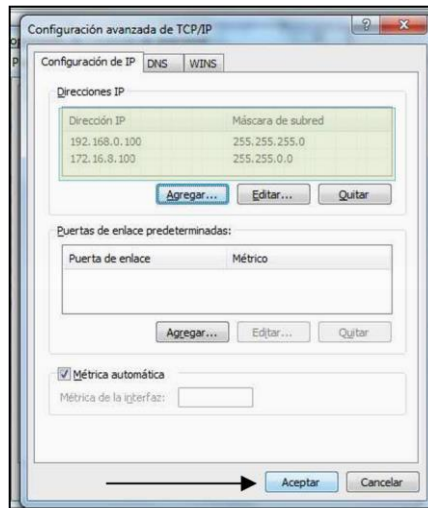 Configuración avanzada de TCP/IP
Configuración de IP DNS WINS
Direcciones IP
Dirección IP Máscara de subred
192.168.0.100 255.255.255.0
172.16.8.100 255.255.0.0
Agregar... Editar... Quitar
Puertas de enlace predeterminadas:
Puerta de enlace Métrico
Agregar... Editar... Quitar
Métrica automática
Métrica de la interfaz:
Aceptar Cancelar